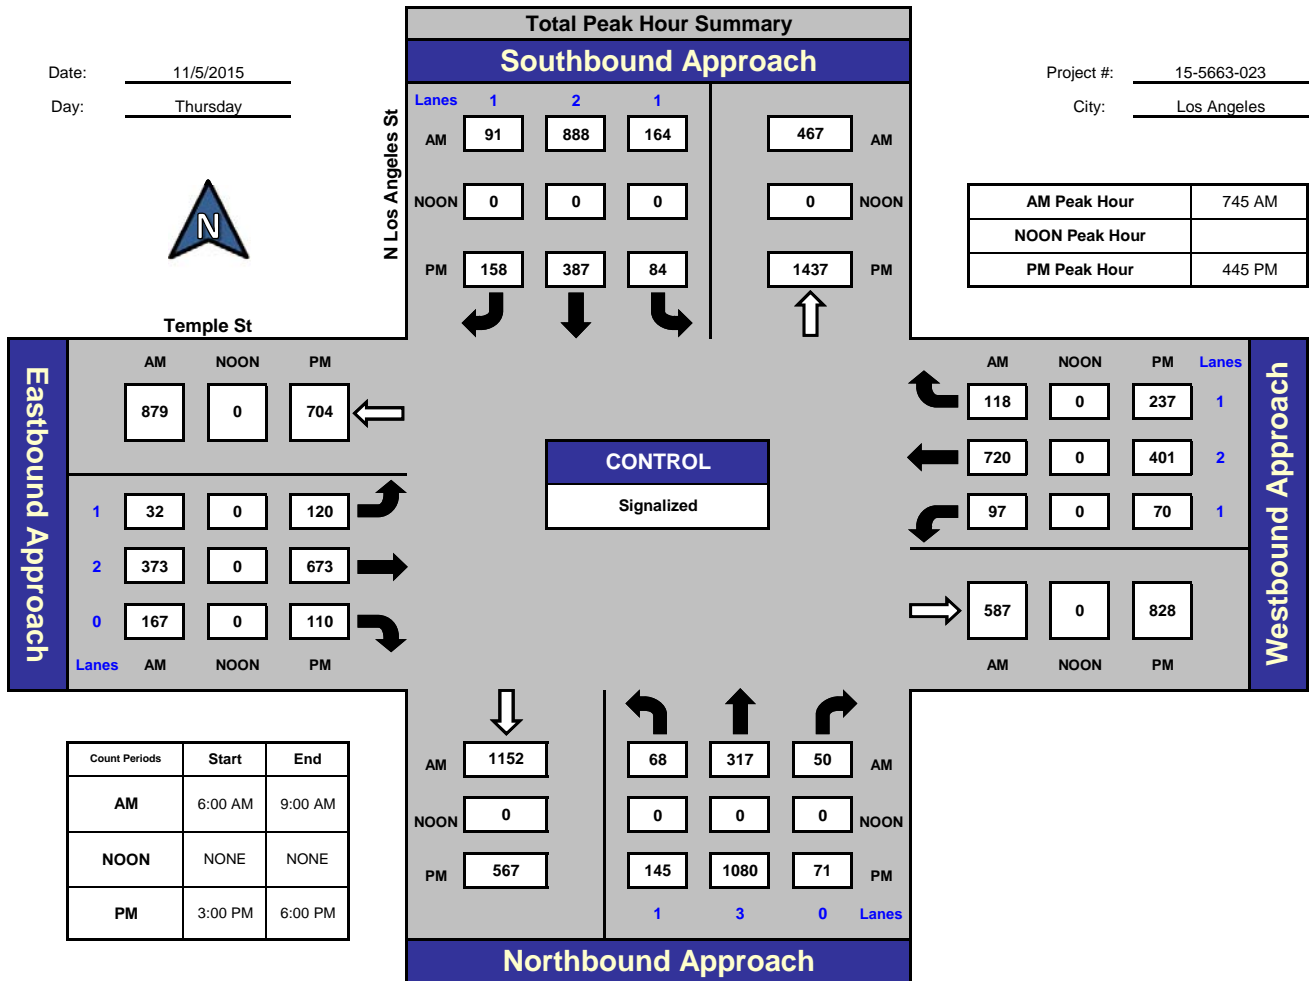 Total Peak Hour Summary
Southbound Approach
Date: 11/5/2015
Day: Thursday
Project #: 15-5663-023
City: Los Angeles
N
N Los Angeles St
Lanes 1 2 1
AM 91 888 164 467 AM
NOON 0 0 0 0 NOON
PM 158 387 84 1437 PM
AM Peak Hour 745 AM
NOON Peak Hour
PM Peak Hour 445 PM
Temple St
Eastbound Approach
AM NOON PM
879 0 704
1 32 0 120
2 373 0 673
0 167 0 110
Lanes AM NOON PM
CONTROL
Signalized
AM NOON PM Lanes
118 0 237 1
720 0 401 2
97 0 70 1
587 0 828
AM NOON PM
Westbound Approach
Count Periods Start End
AM 6:00 AM 9:00 AM
NOON NONE NONE
PM 3:00 PM 6:00 PM
AM 1152 68 317 50 AM
NOON 0 0 0 0 NOON
PM 567 145 1080 71 PM
1 3 0 Lanes
Northbound Approach